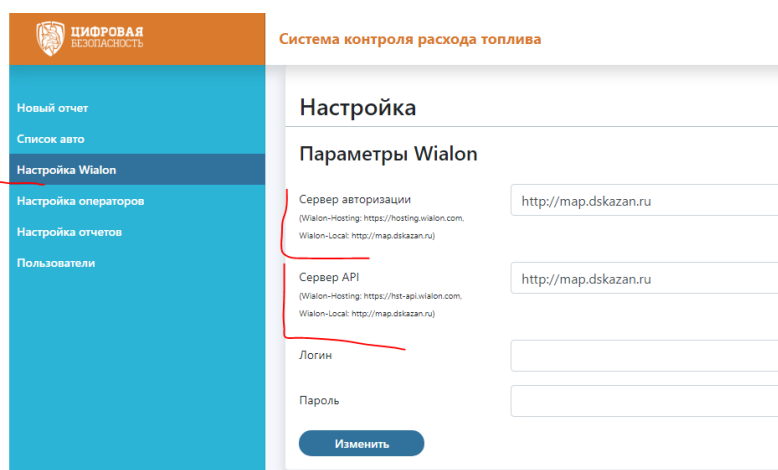 ЦИФРОВАЯ
БЕЗОПАСНОСТЬ
Система контроля расхода топлива
Новый отчет
Список авто
Настройка Wialon
Настройка операторов
Настройка отчетов
Пользователи
Настройка
Параметры Wialon
Сервер авторизации
(Wialon-Hosting: https://hosting.wialon.com,
Wialon-Local: http://map.dskazan.ru)
http://map.dskazan.ru
Сервер API
(Wialon-Hosting: https://hst-api.wialon.com,
Wialon-Local: http://map.dskazan.ru)
http://map.dskazan.ru
Логин
Пароль
Изменить